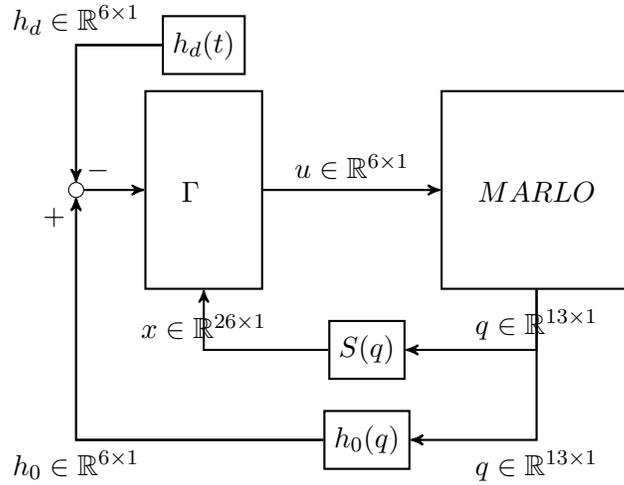 h_d ∈ ℝ^{6×1}
h_d(t)
−
+
Γ
u ∈ ℝ^{6×1}
MARLO
x ∈ ℝ^{26×1}
S(q)
q ∈ ℝ^{13×1}
h_0(q)
h_0 ∈ ℝ^{6×1}
q ∈ ℝ^{13×1}